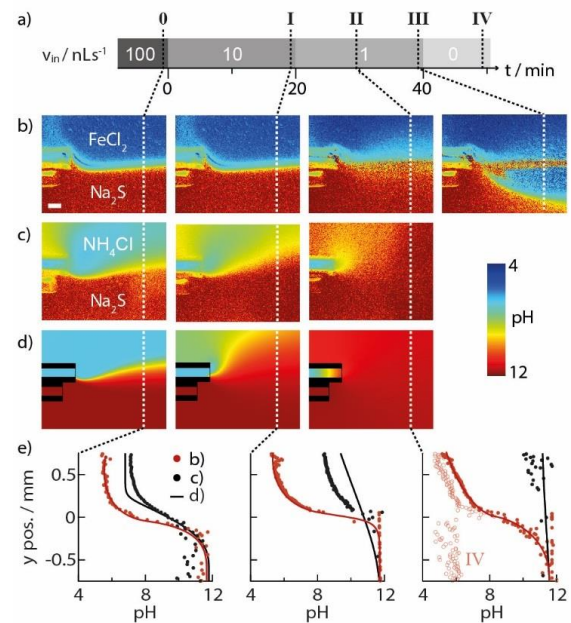 a) 0 I II III IV
v_in / nLs⁻¹ 100 10 1 0
0 20 40 t / min
b) FeCl₂
Na₂S
c) NH₄Cl
Na₂S
4
pH
12
d)
e)
y pos. / mm
0.5
0
-0.5
b)
c)
d)
IV
4 8 12 4 8 12 4 8 12
pH pH pH